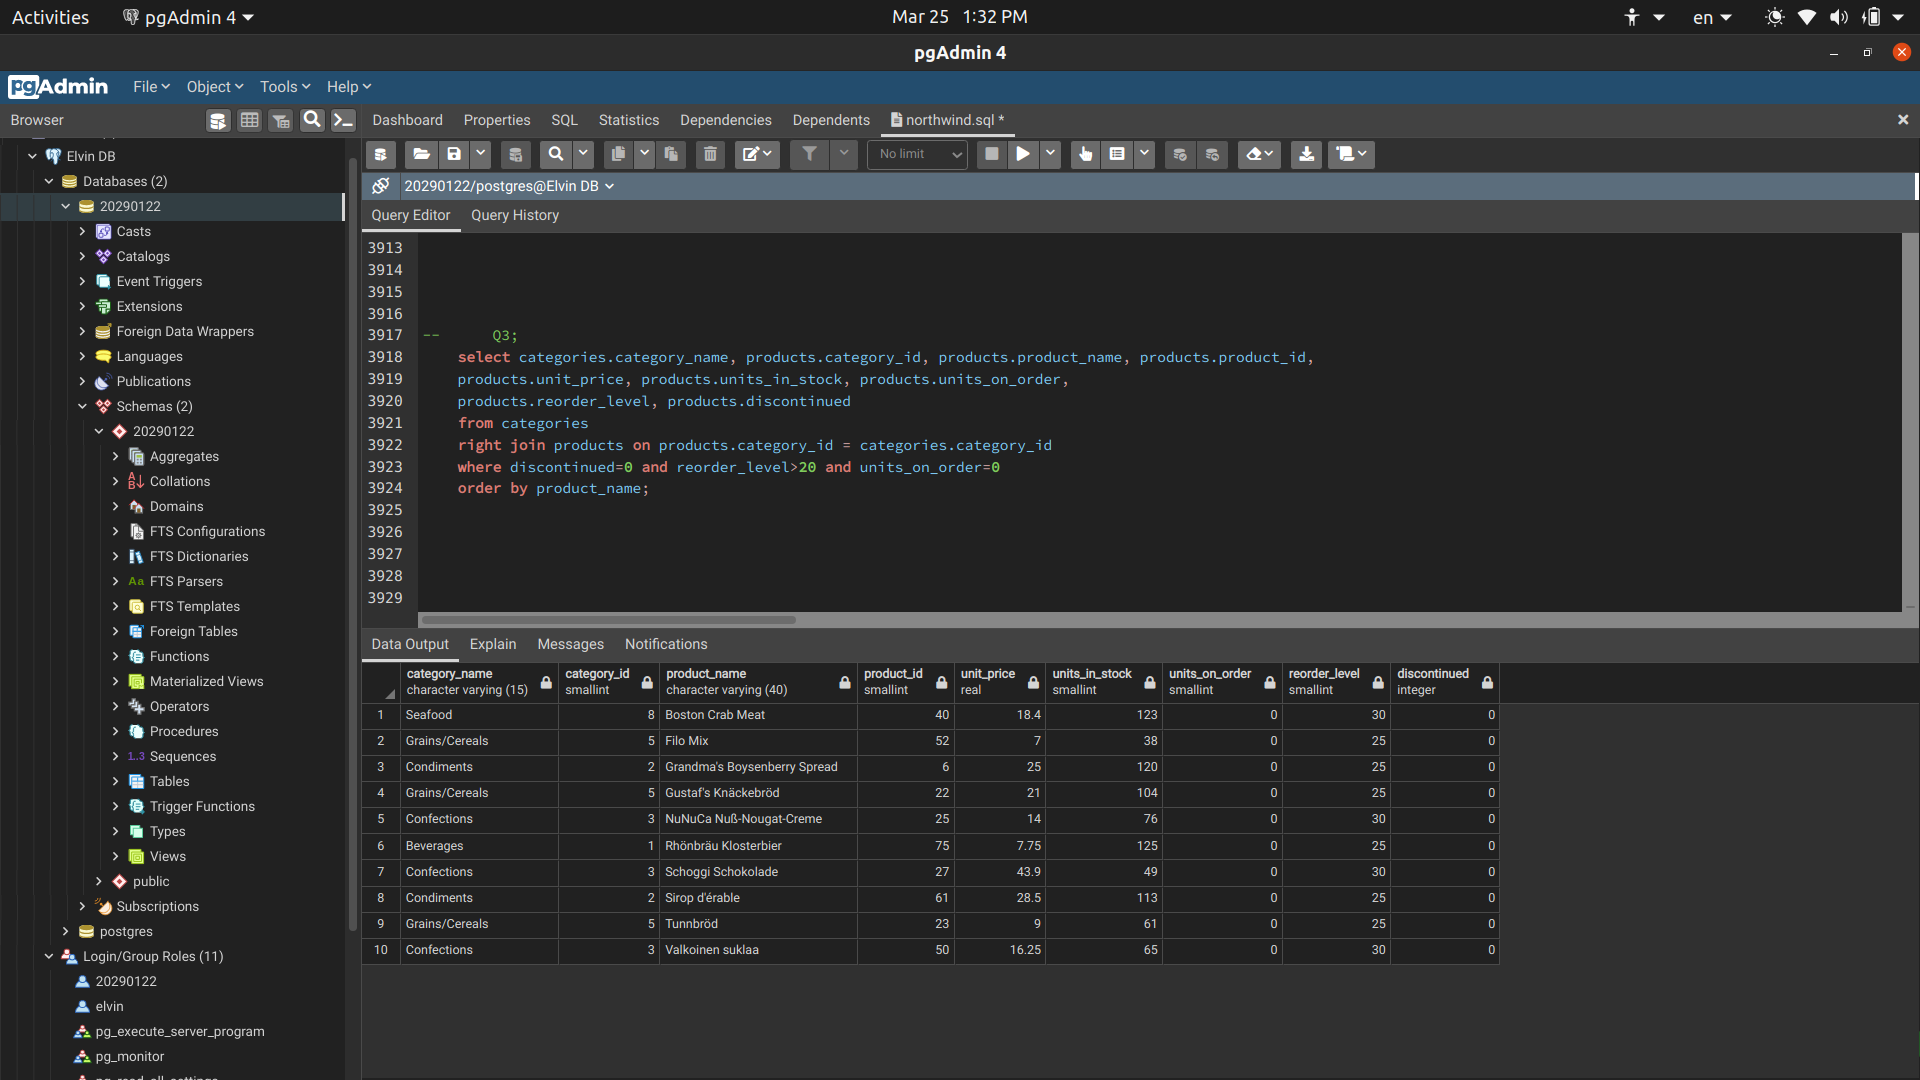 Activities
pgAdmin 4
Mar 25 1:32 PM
en
pgAdmin 4
pgAdmin
File
Object
Tools
Help
Browser
Dashboard
Properties
SQL
Statistics
Dependencies
Dependents
northwind.sql *
Elvin DB
Databases (2)
20290122
Casts
Catalogs
Event Triggers
Extensions
Foreign Data Wrappers
Languages
Publications
Schemas (2)
20290122
Aggregates
Collations
Domains
FTS Configurations
FTS Dictionaries
FTS Parsers
FTS Templates
Foreign Tables
Functions
Materialized Views
Operators
Procedures
1..3 Sequences
Tables
Trigger Functions
Types
Views
public
Subscriptions
postgres
Login/Group Roles (11)
20290122
elvin
pg_execute_server_program
pg_monitor
No limit
20290122/postgres@Elvin DB
Query Editor
Query History
3913
3914
3915
3916
3917 -- Q3;
3918 select categories.category_name, products.category_id, products.product_name, products.product_id,
3919 products.unit_price, products.units_in_stock, products.units_on_order,
3920 products.reorder_level, products.discontinued
3921 from categories
3922 right join products on products.category_id = categories.category_id
3923 where discontinued=0 and reorder_level>20 and units_on_order=0
3924 order by product_name;
3925
3926
3927
3928
3929
Data Output
Explain
Messages
Notifications
category_name category_id product_name product_id unit_price units_in_stock units_on_order reorder_level discontinued
character varying (15) smallint character varying (40) smallint real smallint smallint smallint integer
1 Seafood 8 Boston Crab Meat 40 18.4 123 0 30 0
2 Grains/Cereals 5 Filo Mix 52 7 38 0 25 0
3 Condiments 2 Grandma's Boysenberry Spread 6 25 120 0 25 0
4 Grains/Cereals 5 Gustaf's Knäckebröd 22 21 104 0 25 0
5 Confections 3 NuNuCa Nuß-Nougat-Creme 25 14 76 0 30 0
6 Beverages 1 Rhönbräu Klosterbier 75 7.75 125 0 25 0
7 Confections 3 Schoggi Schokolade 27 43.9 49 0 30 0
8 Condiments 2 Sirop d'érable 61 28.5 113 0 25 0
9 Grains/Cereals 5 Tunnbröd 23 9 61 0 25 0
10 Confections 3 Valkoinen suklaa 50 16.25 65 0 30 0